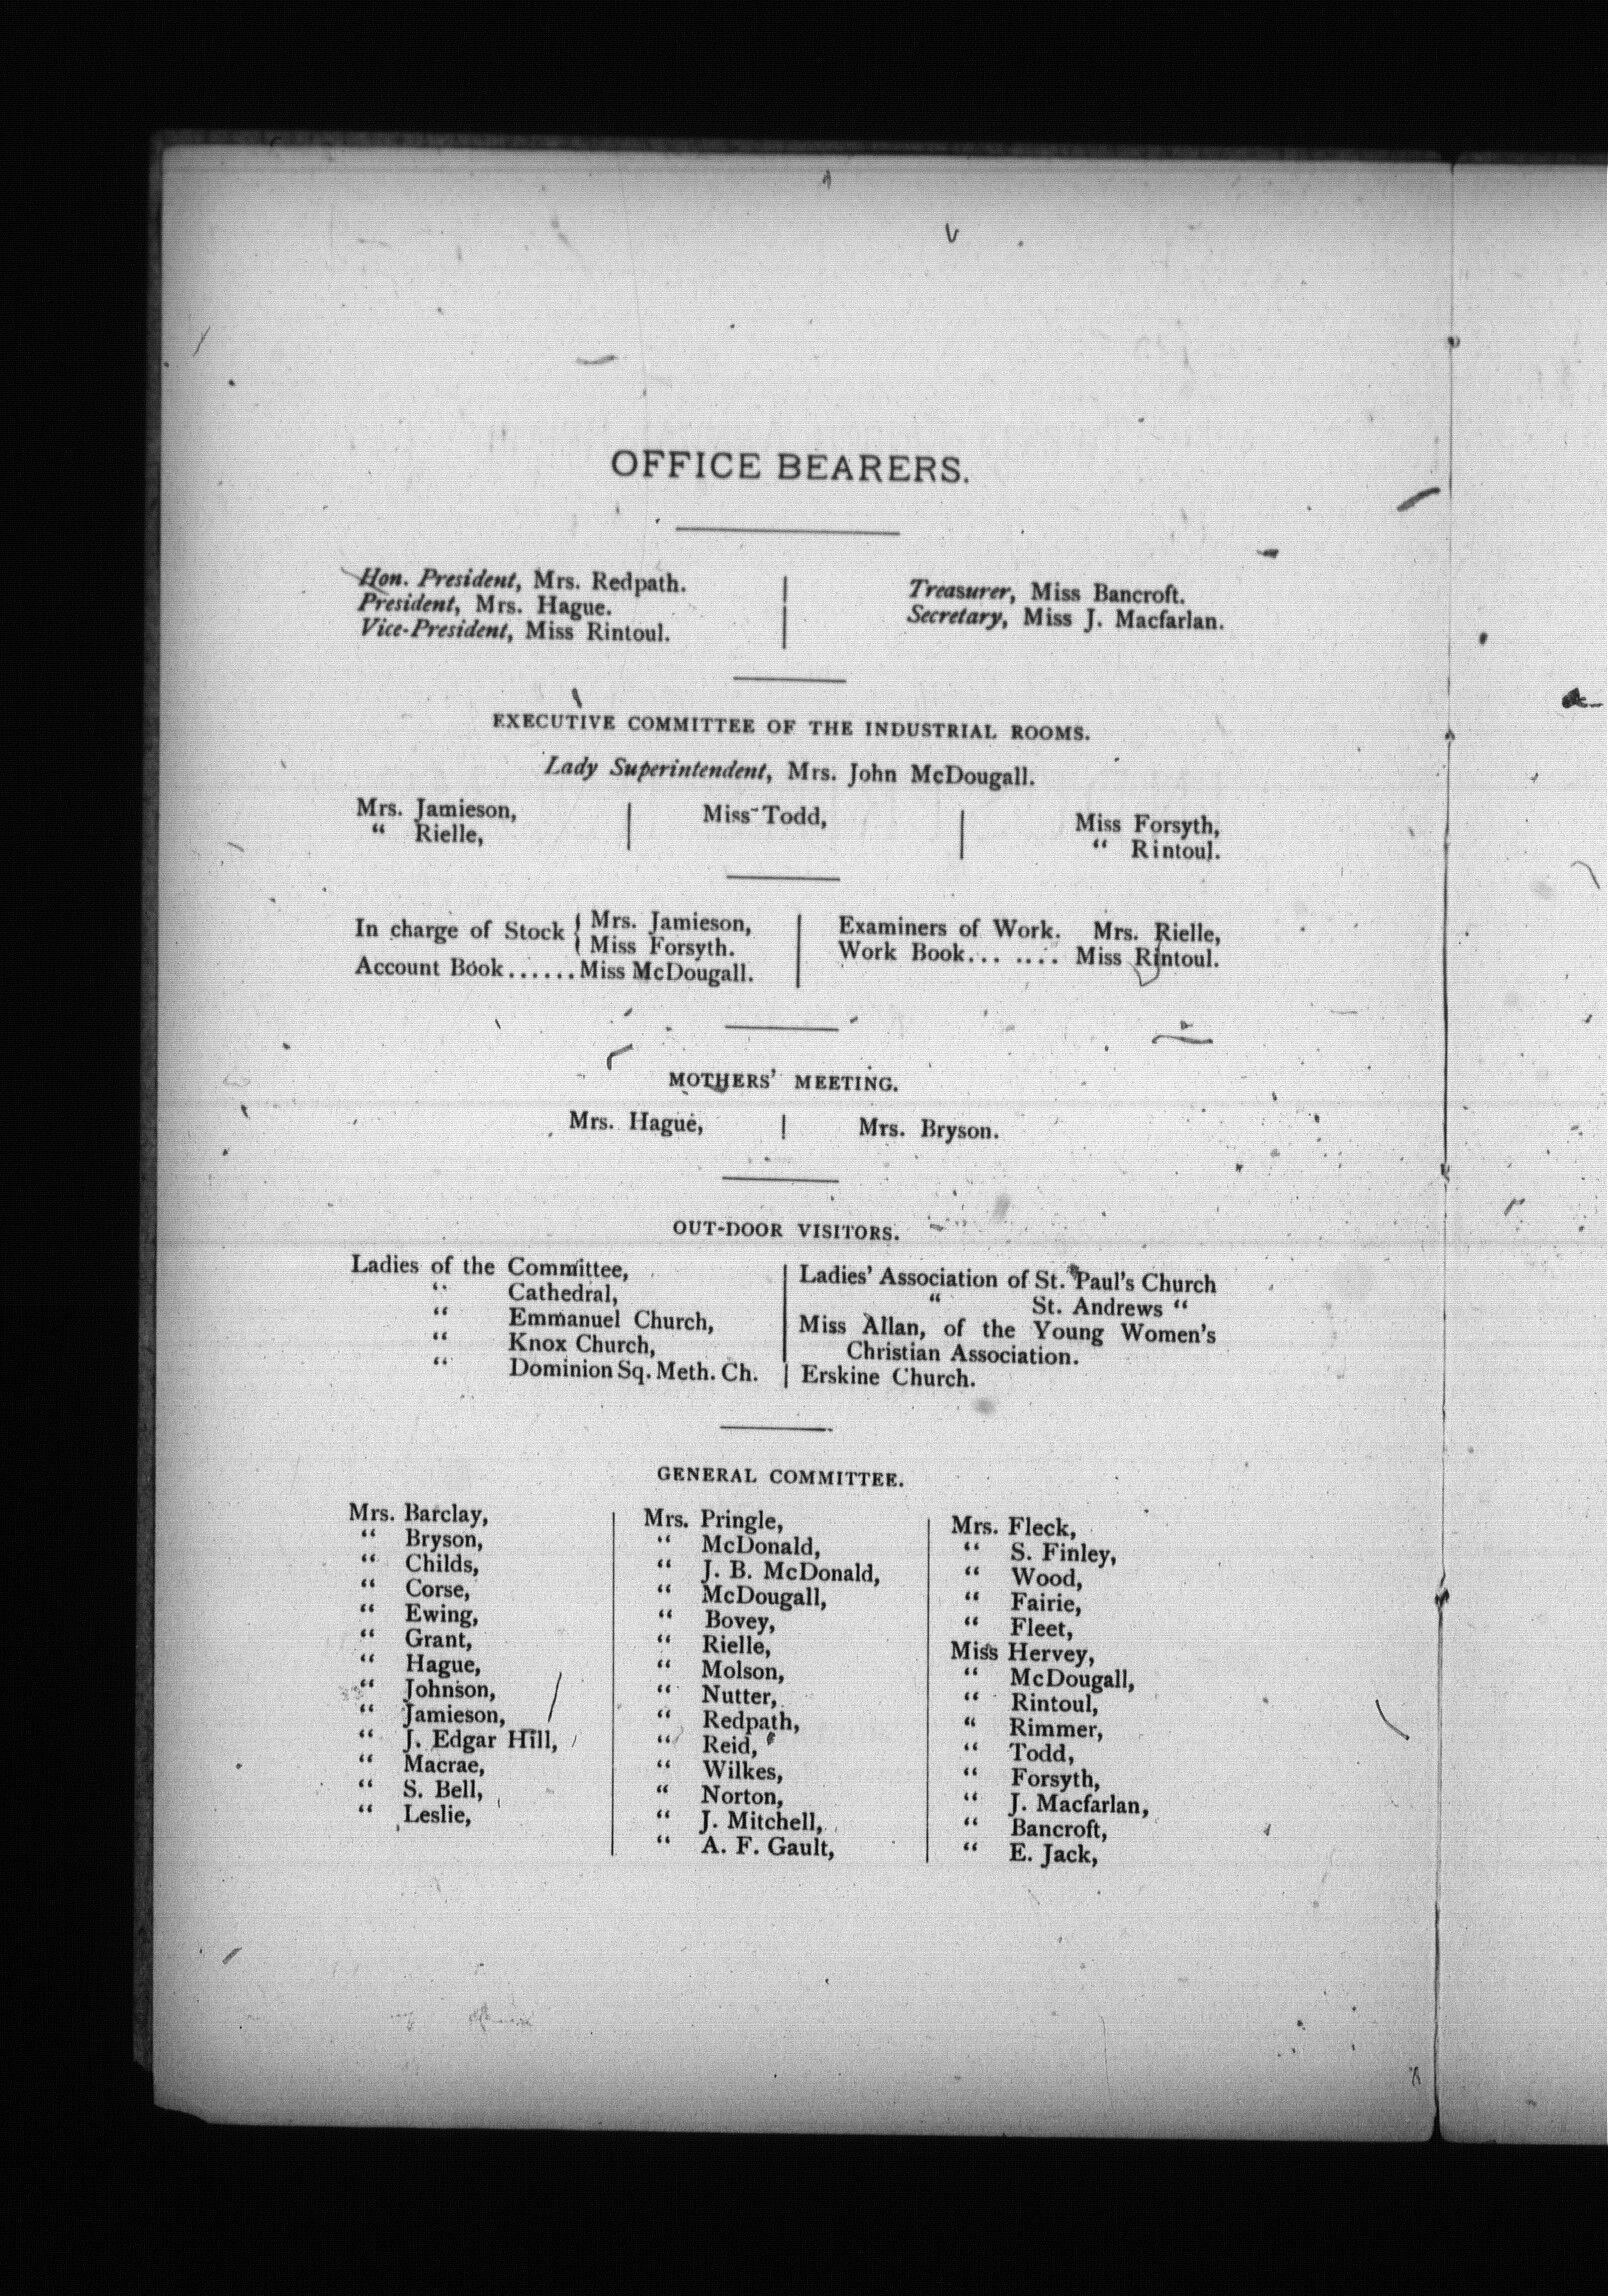 OFFICE BEARERS.
Hon. President, Mrs. Redpath.
President, Mrs. Hague.
Vice-President, Miss Rintoul.
Treasurer, Miss Bancroft.
Secretary, Miss J. Macfarlan.
EXECUTIVE COMMITTEE OF THE INDUSTRIAL ROOMS.
Lady Superintendent, Mrs. John McDougall.
Mrs. Jamieson,
“ Rielle,
Miss Todd,
Miss Forsyth,
“ Rintoul.
In charge of Stock { Mrs. Jamieson,
{ Miss Forsyth.
Account Book...... Miss McDougall.
Examiners of Work. Mrs. Rielle,
Work Book... .... Miss Rintoul.
MOTHERS' MEETING.
Mrs. Hague,
Mrs. Bryson.
OUT-DOOR VISITORS.
Ladies of the Committee,
“ Cathedral,
“ Emmanuel Church,
“ Knox Church,
“ Dominion Sq. Meth. Ch.
Ladies' Association of St. Paul's Church
“ St. Andrews “
Miss Allan, of the Young Women's
Christian Association.
Erskine Church.
GENERAL COMMITTEE.
Mrs. Barclay,
“ Bryson,
“ Childs,
“ Corse,
“ Ewing,
“ Grant,
“ Hague,
“ Johnson,
“ Jamieson,
“ J. Edgar Hill,
“ Macrae,
“ S. Bell,
“ Leslie,
Mrs. Pringle,
“ McDonald,
“ J. B. McDonald,
“ McDougall,
“ Bovey,
“ Rielle,
“ Molson,
“ Nutter,
“ Redpath,
“ Reid,
“ Wilkes,
“ Norton,
“ J. Mitchell,
“ A. F. Gault,
Mrs. Fleck,
“ S. Finley,
“ Wood,
“ Fairie,
“ Fleet,
Miss Hervey,
“ McDougall,
“ Rintoul,
“ Rimmer,
“ Todd,
“ Forsyth,
“ J. Macfarlan,
“ Bancroft,
“ E. Jack,